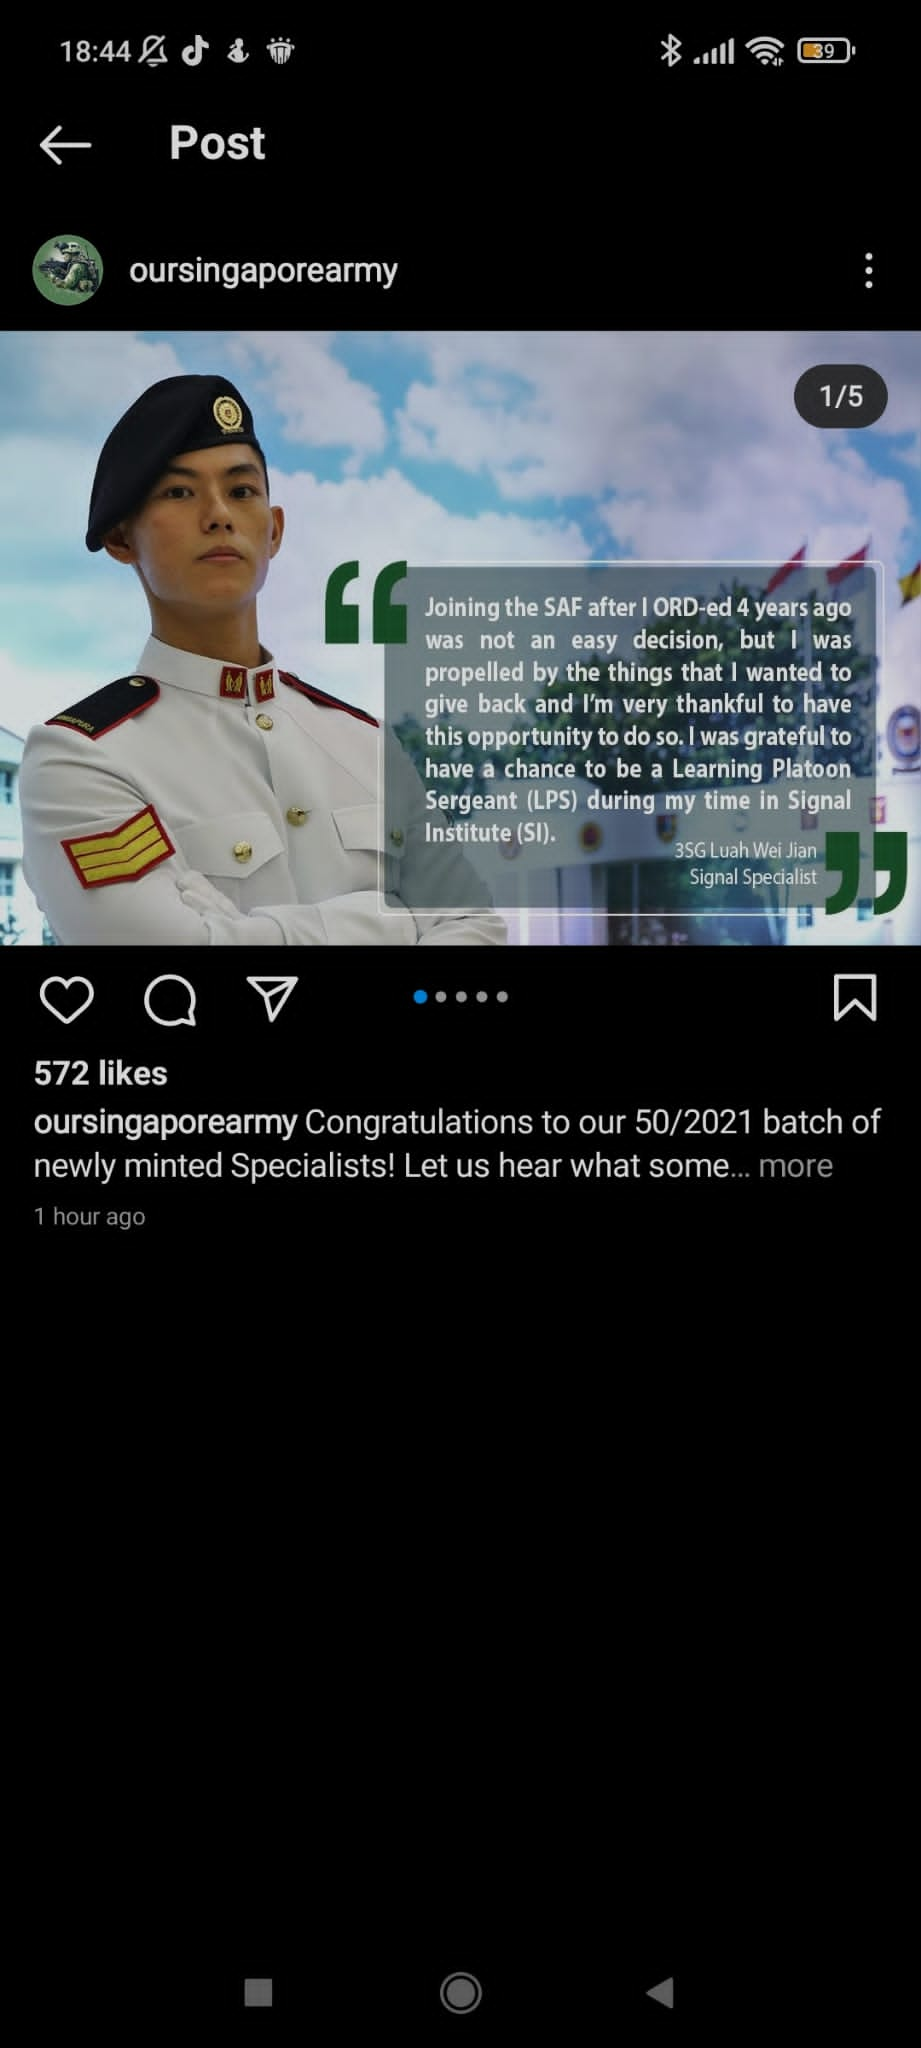 18:44
39
Post
oursingaporearmy
1/5
SINGAPURA
Joining the SAF after I ORD-ed 4 years ago
was not an easy decision, but I was
propelled by the things that I wanted to
give back and I'm very thankful to have
this opportunity to do so. I was grateful to
have a chance to be a Learning Platoon
Sergeant (LPS) during my time in Signal
Institute (SI).
3SG Luah Wei Jian
Signal Specialist
572 likes
oursingaporearmy Congratulations to our 50/2021 batch of
newly minted Specialists! Let us hear what some... more
1 hour ago